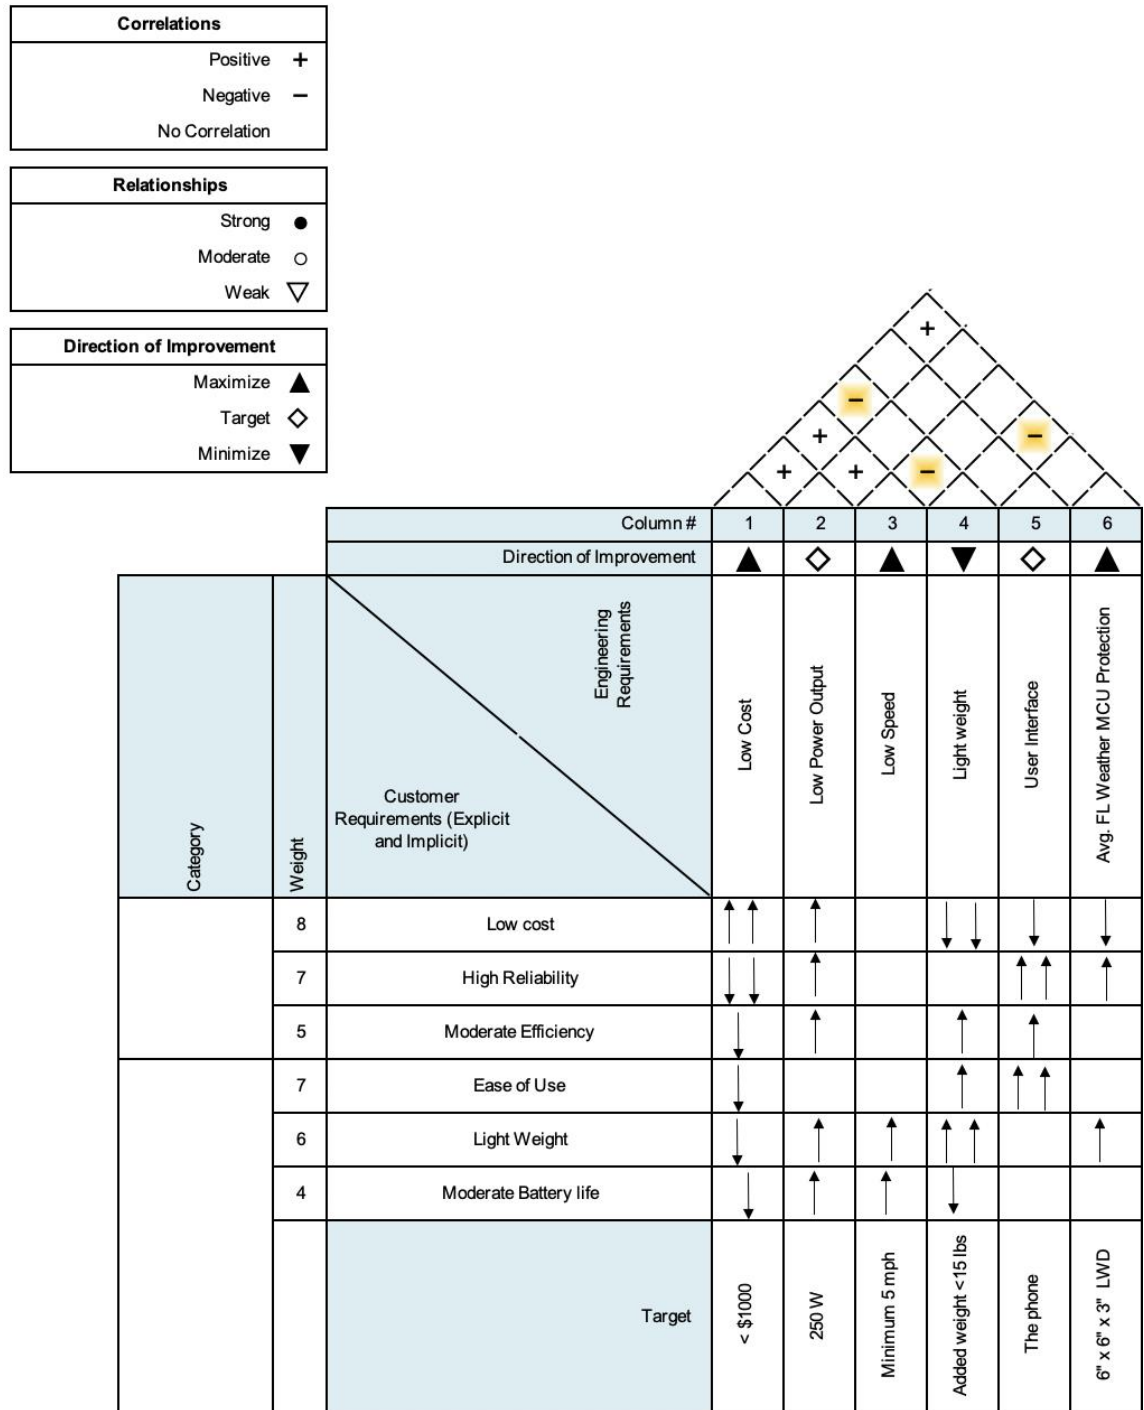 Correlations
Positive +
Negative −
No Correlation
Relationships
Strong ●
Moderate ○
Weak ▽
Direction of Improvement
Maximize ▲
Target ◇
Minimize ▼
+
−
+ −
+ + −
Column # 1 2 3 4 5 6
Direction of Improvement ▲ ◇ ▲ ▼ ◇ ▲
Category
Weight
Customer
Requirements (Explicit
and Implicit)
Engineering
Requirements
Low Cost
Low Power Output
Low Speed
Light weight
User Interface
Avg. FL Weather MCU Protection
8 Low cost ↑↑ ↑ ↓↓ ↓ ↓
7 High Reliability ↓↓ ↑ ↑↑ ↑
5 Moderate Efficiency ↓ ↑ ↑ ↑
7 Ease of Use ↓ ↑ ↑↑
6 Light Weight ↓ ↑ ↑ ↑↑ ↑
4 Moderate Battery life ↓ ↑ ↑ ↓
Target
< $1000
250 W
Minimum 5 mph
Added weight <15 lbs
The phone
6" x 6" x 3" LWD